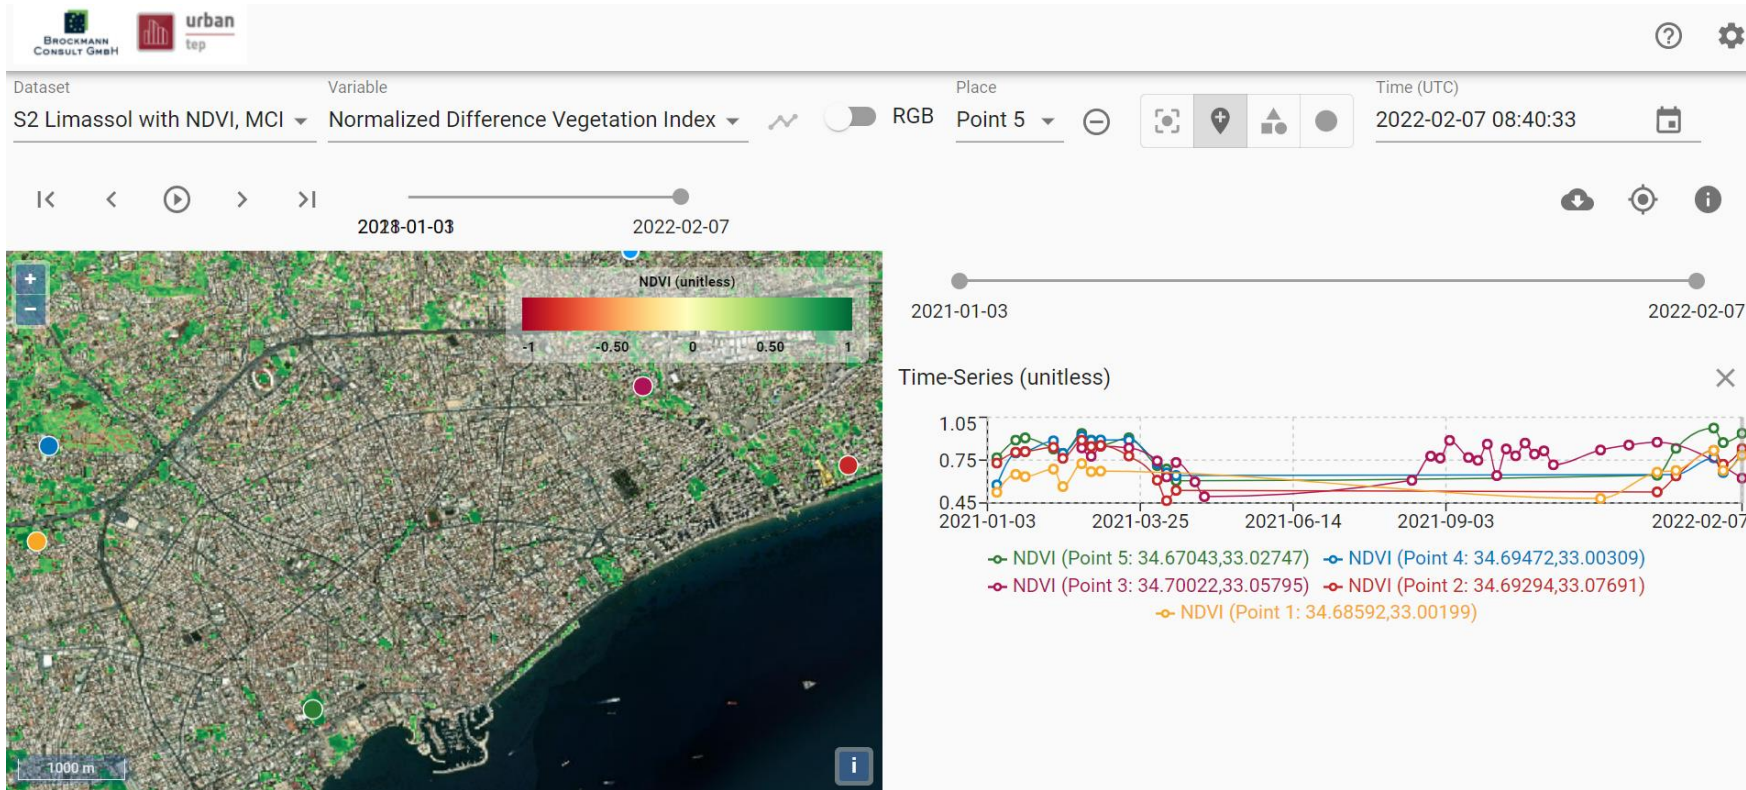 BROCKMANN
CONSULT GMBH
urban
tep
Dataset
S2 Limassol with NDVI, MCI
Variable
Normalized Difference Vegetation Index
RGB
Place
Point 5
Time (UTC)
2022-02-07 08:40:33
2022-02-07
+
−
NDVI (unitless)
-1 -0.50 0 0.50 1
1000 m
i
2021-01-03 2022-02-07
Time-Series (unitless)
1.05
0.75
0.45
2021-01-03 2021-03-25 2021-06-14 2021-09-03 2022-02-07
NDVI (Point 5: 34.67043,33.02747) NDVI (Point 4: 34.69472,33.00309)
NDVI (Point 3: 34.70022,33.05795) NDVI (Point 2: 34.69294,33.07691)
NDVI (Point 1: 34.68592,33.00199)